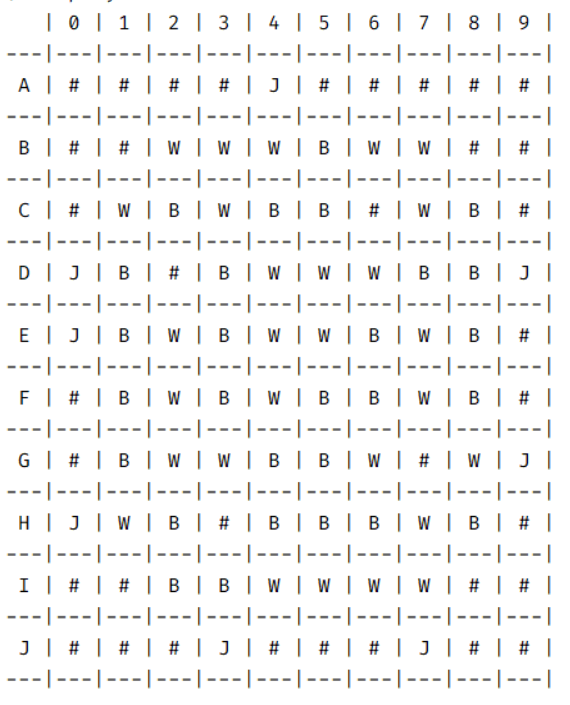 | 0 | 1 | 2 | 3 | 4 | 5 | 6 | 7 | 8 | 9 |
---|---|---|---|---|---|---|---|---|---|---|
A | # | # | # | # | J | # | # | # | # | # |
---|---|---|---|---|---|---|---|---|---|---|
B | # | # | W | W | W | B | W | W | # | # |
---|---|---|---|---|---|---|---|---|---|---|
C | # | W | B | W | B | B | # | W | B | # |
---|---|---|---|---|---|---|---|---|---|---|
D | J | B | # | B | W | W | W | B | B | J |
---|---|---|---|---|---|---|---|---|---|---|
E | J | B | W | B | W | W | B | W | B | # |
---|---|---|---|---|---|---|---|---|---|---|
F | # | B | W | B | W | B | B | W | B | # |
---|---|---|---|---|---|---|---|---|---|---|
G | # | B | W | W | B | B | W | # | W | J |
---|---|---|---|---|---|---|---|---|---|---|
H | J | W | B | # | B | B | B | W | B | # |
---|---|---|---|---|---|---|---|---|---|---|
I | # | # | B | B | W | W | W | W | # | # |
---|---|---|---|---|---|---|---|---|---|---|
J | # | # | # | J | # | # | # | J | # | # |
---|---|---|---|---|---|---|---|---|---|---|